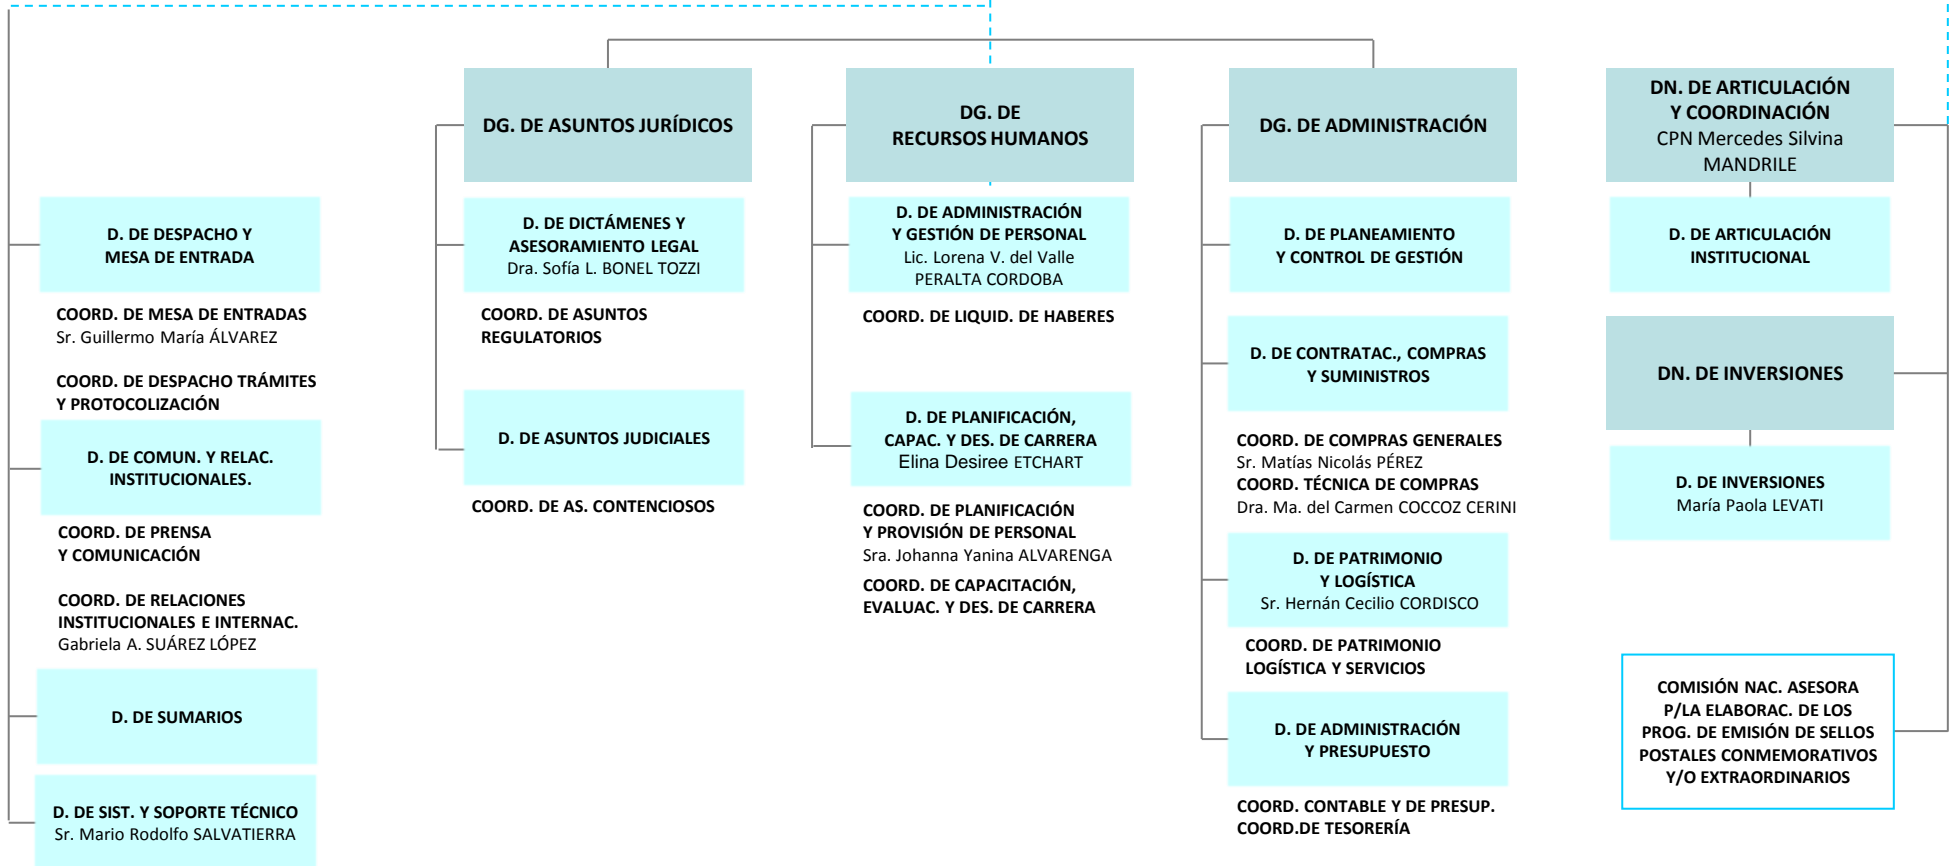 D. DE DESPACHO Y
MESA DE ENTRADA
COORD. DE MESA DE ENTRADAS
Sr. Guillermo María ÁLVAREZ
COORD. DE DESPACHO TRÁMITES
Y PROTOCOLIZACIÓN
D. DE COMUN. Y RELAC.
INSTITUCIONALES.
COORD. DE PRENSA
Y COMUNICACIÓN
COORD. DE RELACIONES
INSTITUCIONALES E INTERNAC.
Gabriela A. SUÁREZ LÓPEZ
D. DE SUMARIOS
D. DE SIST. Y SOPORTE TÉCNICO
Sr. Mario Rodolfo SALVATIERRA
DG. DE ASUNTOS JURÍDICOS
D. DE DICTÁMENES Y
ASESORAMIENTO LEGAL
Dra. Sofía L. BONEL TOZZI
COORD. DE ASUNTOS
REGULATORIOS
D. DE ASUNTOS JUDICIALES
COORD. DE AS. CONTENCIOSOS
DG. DE
RECURSOS HUMANOS
D. DE ADMINISTRACIÓN
Y GESTIÓN DE PERSONAL
Lic. Lorena V. del Valle
PERALTA CORDOBA
COORD. DE LIQUID. DE HABERES
D. DE PLANIFICACIÓN,
CAPAC. Y DES. DE CARRERA
Elina Desiree ETCHART
COORD. DE PLANIFICACIÓN
Y PROVISIÓN DE PERSONAL
Sra. Johanna Yanina ALVARENGA
COORD. DE CAPACITACIÓN,
EVALUAC. Y DES. DE CARRERA
DG. DE ADMINISTRACIÓN
D. DE PLANEAMIENTO
Y CONTROL DE GESTIÓN
D. DE CONTRATAC., COMPRAS
Y SUMINISTROS
COORD. DE COMPRAS GENERALES
Sr. Matías Nicolás PÉREZ
COORD. TÉCNICA DE COMPRAS
Dra. Ma. del Carmen COCCOZ CERINI
D. DE PATRIMONIO
Y LOGÍSTICA
Sr. Hernán Cecilio CORDISCO
COORD. DE PATRIMONIO
LOGÍSTICA Y SERVICIOS
D. DE ADMINISTRACIÓN
Y PRESUPUESTO
COORD. CONTABLE Y DE PRESUP.
COORD.DE TESORERÍA
DN. DE ARTICULACIÓN
Y COORDINACIÓN
CPN Mercedes Silvina
MANDRILE
D. DE ARTICULACIÓN
INSTITUCIONAL
DN. DE INVERSIONES
D. DE INVERSIONES
María Paola LEVATI
COMISIÓN NAC. ASESORA
P/LA ELABORAC. DE LOS
PROG. DE EMISIÓN DE SELLOS
POSTALES CONMEMORATIVOS
Y/O EXTRAORDINARIOS